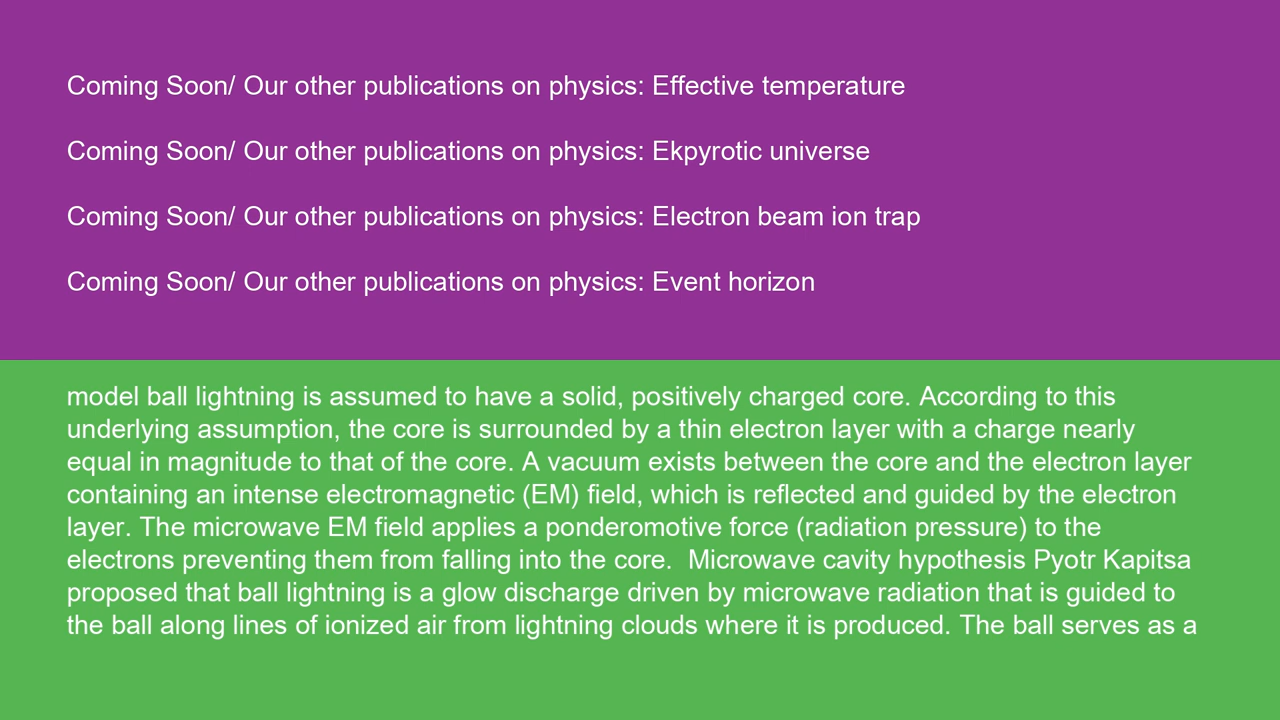 Coming Soon/ Our other publications on physics: Effective temperature
Coming Soon/ Our other publications on physics: Ekpyrotic universe
Coming Soon/ Our other publications on physics: Electron beam ion trap
Coming Soon/ Our other publications on physics: Event horizon
model ball lightning is assumed to have a solid, positively charged core. According to this
underlying assumption, the core is surrounded by a thin electron layer with a charge nearly
equal in magnitude to that of the core. A vacuum exists between the core and the electron layer
containing an intense electromagnetic (EM) field, which is reflected and guided by the electron
layer. The microwave EM field applies a ponderomotive force (radiation pressure) to the
electrons preventing them from falling into the core.  Microwave cavity hypothesis Pyotr Kapitsa
proposed that ball lightning is a glow discharge driven by microwave radiation that is guided to
the ball along lines of ionized air from lightning clouds where it is produced. The ball serves as a